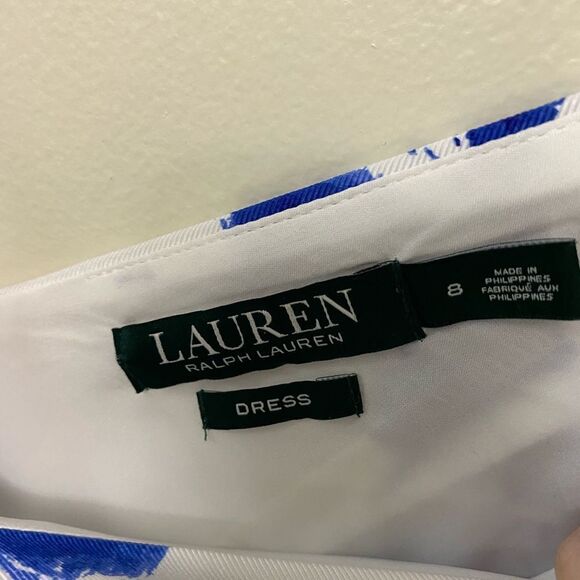 LAUREN
RALPH LAUREN
DRESS
8
MADE IN
PHILIPPINES
FABRIQUÉ AUX
PHILIPPINES